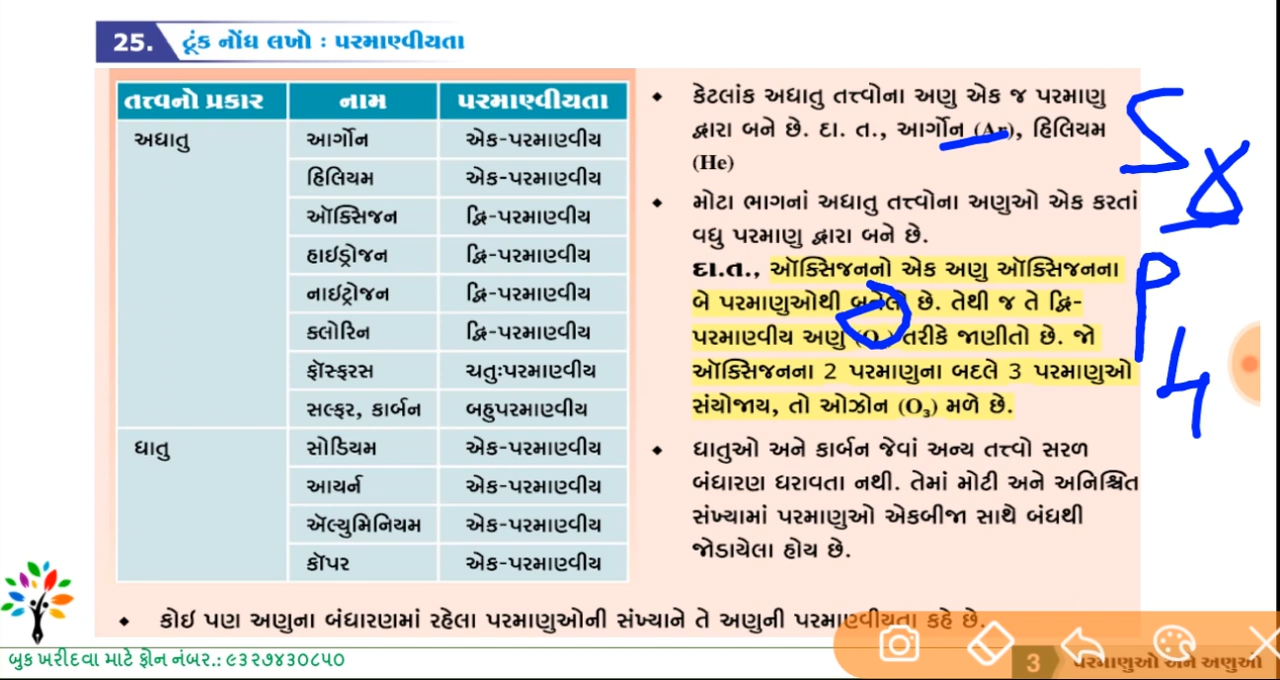 25. ટૂંક નોંધ લખો : પરમાણ્વીયતા
તત્ત્વનો પ્રકાર નામ પરમાણ્વીયતા
અધાતુ આર્ગોન એક-પરમાણ્વીય
હિલિયમ એક-પરમાણ્વીય
ઑક્સિજન દ્વિ-પરમાણ્વીય
હાઈડ્રોજન દ્વિ-પરમાણ્વીય
નાઈટ્રોજન દ્વિ-પરમાણ્વીય
ક્લોરિન દ્વિ-પરમાણ્વીય
ફૉસ્ફરસ ચતુઃપરમાણ્વીય
સલ્ફર, કાર્બન બહુપરમાણ્વીય
ધાતુ સોડિયમ એક-પરમાણ્વીય
આયર્ન એક-પરમાણ્વીય
ઍલ્યુમિનિયમ એક-પરમાણ્વીય
કૉપર એક-પરમાણ્વીય
♦ કેટલાંક અધાતુ તત્ત્વોના અણુ એક જ પરમાણુ
દ્વારા બને છે. દા. ત., આર્ગોન (Ar), હિલિયમ
(He)
♦ મોટા ભાગનાં અધાતુ તત્ત્વોના અણુઓ એક કરતાં
વધુ પરમાણુ દ્વારા બને છે.
દા.ત., ઑક્સિજનનો એક અણુ ઑક્સિજનના
બે પરમાણુઓથી બનેલો છે. તેથી જ તે દ્વિ-
પરમાણ્વીય અણુ (O₂) તરીકે જાણીતો છે. જો
ઑક્સિજનના 2 પરમાણુના બદલે 3 પરમાણુઓ
સંયોજાય, તો ઓઝોન (O₃) મળે છે.
♦ ધાતુઓ અને કાર્બન જેવાં અન્ય તત્ત્વો સરળ
બંધારણ ધરાવતા નથી. તેમાં મોટી અને અનિશ્ચિત
સંખ્યામાં પરમાણુઓ એકબીજા સાથે બંધથી
જોડાયેલા હોય છે.
S8
P4
♦ કોઈ પણ અણુના બંધારણમાં રહેલા પરમાણુઓની સંખ્યાને તે અણુની પરમાણ્વીયતા કહે છે.
બુક ખરીદવા માટે ફોન નંબર.: ૯૩૨૭૪૩૦૮૫૦
3 પરમાણુઓ અને અણુઓ